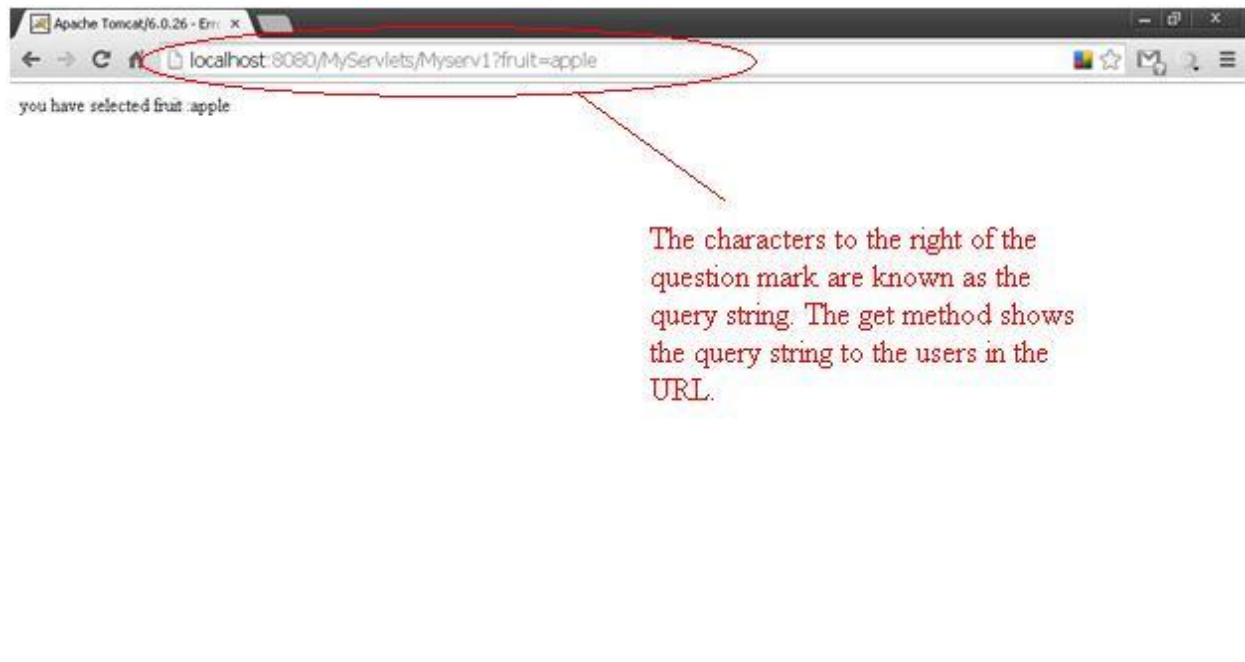 Apache Tomcat/6.0.26 - Err
localhost:8080/MyServlets/Myserv1?fruit=apple
you have selected fruit :apple
The characters to the right of the
question mark are known as the
query string. The get method shows
the query string to the users in the
URL.